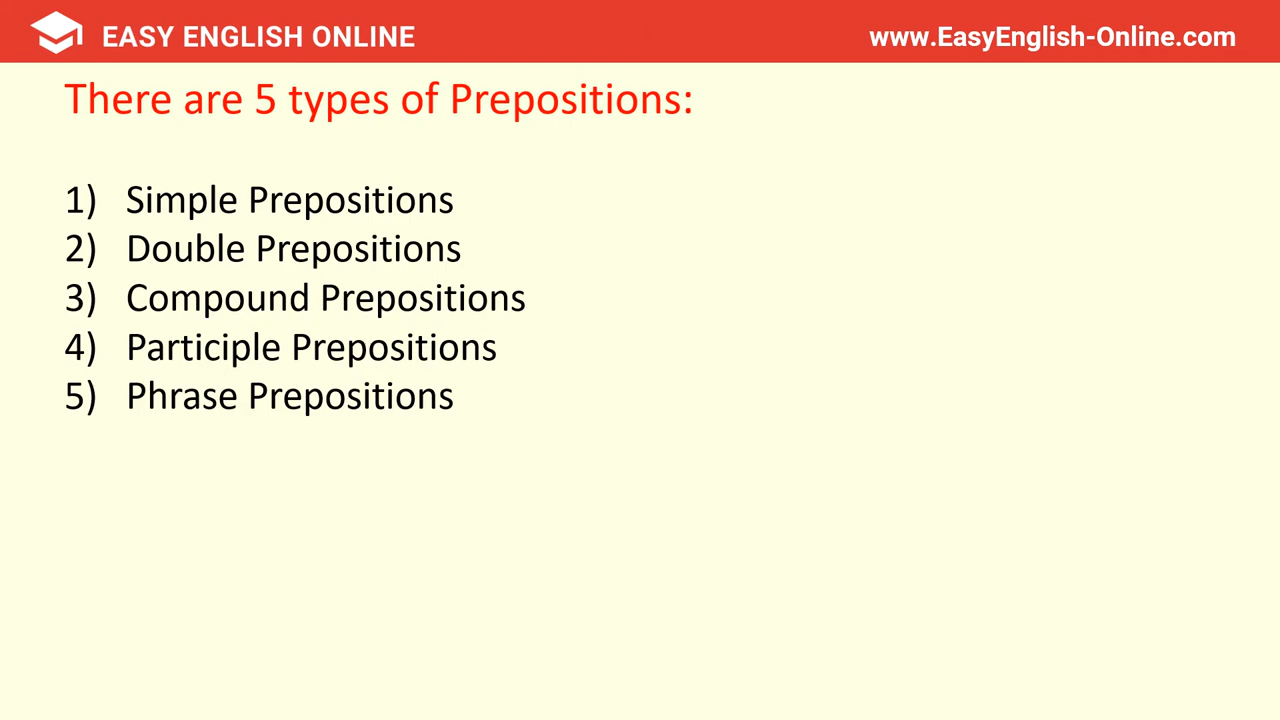 EASY ENGLISH ONLINE
www.EasyEnglish-Online.com
There are 5 types of Prepositions:
1) Simple Prepositions
2) Double Prepositions
3) Compound Prepositions
4) Participle Prepositions
5) Phrase Prepositions